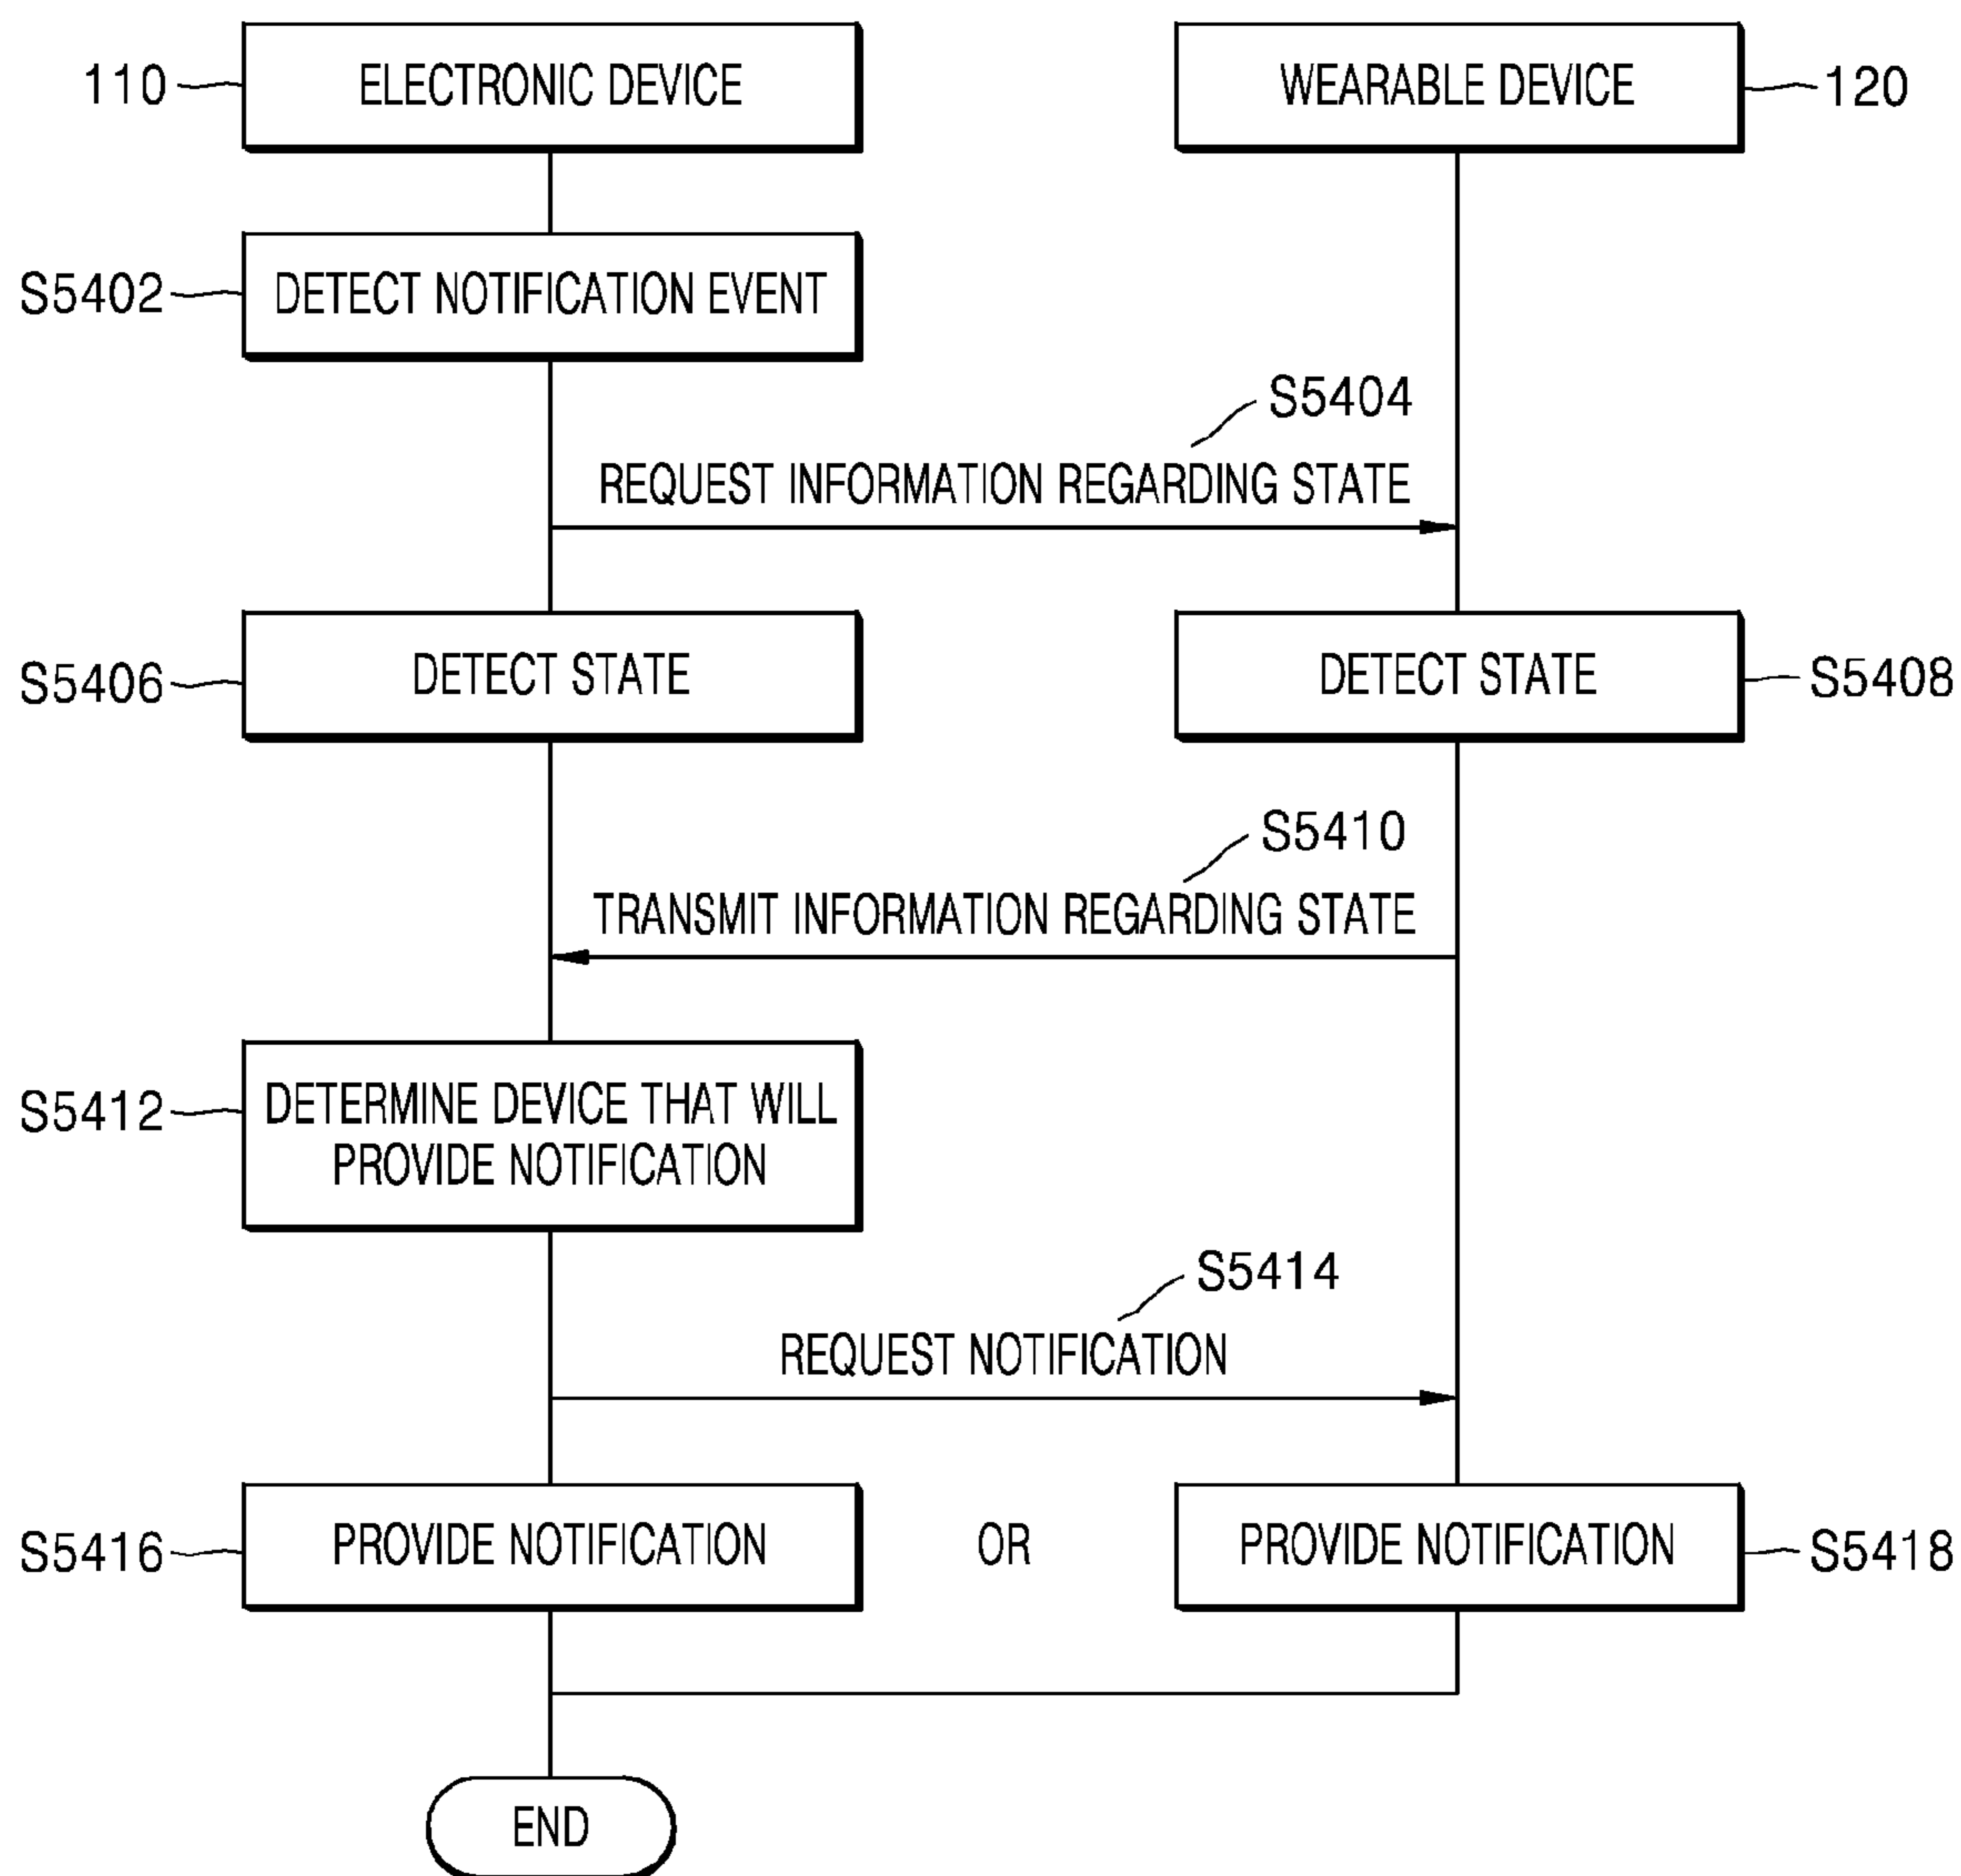 110
ELECTRONIC DEVICE
WEARABLE DEVICE
120
S5402
DETECT NOTIFICATION EVENT
S5404
REQUEST INFORMATION REGARDING STATE
S5406
DETECT STATE
DETECT STATE
S5408
S5410
TRANSMIT INFORMATION REGARDING STATE
S5412
DETERMINE DEVICE THAT WILL
PROVIDE NOTIFICATION
S5414
REQUEST NOTIFICATION
S5416
PROVIDE NOTIFICATION
OR
PROVIDE NOTIFICATION
S5418
END